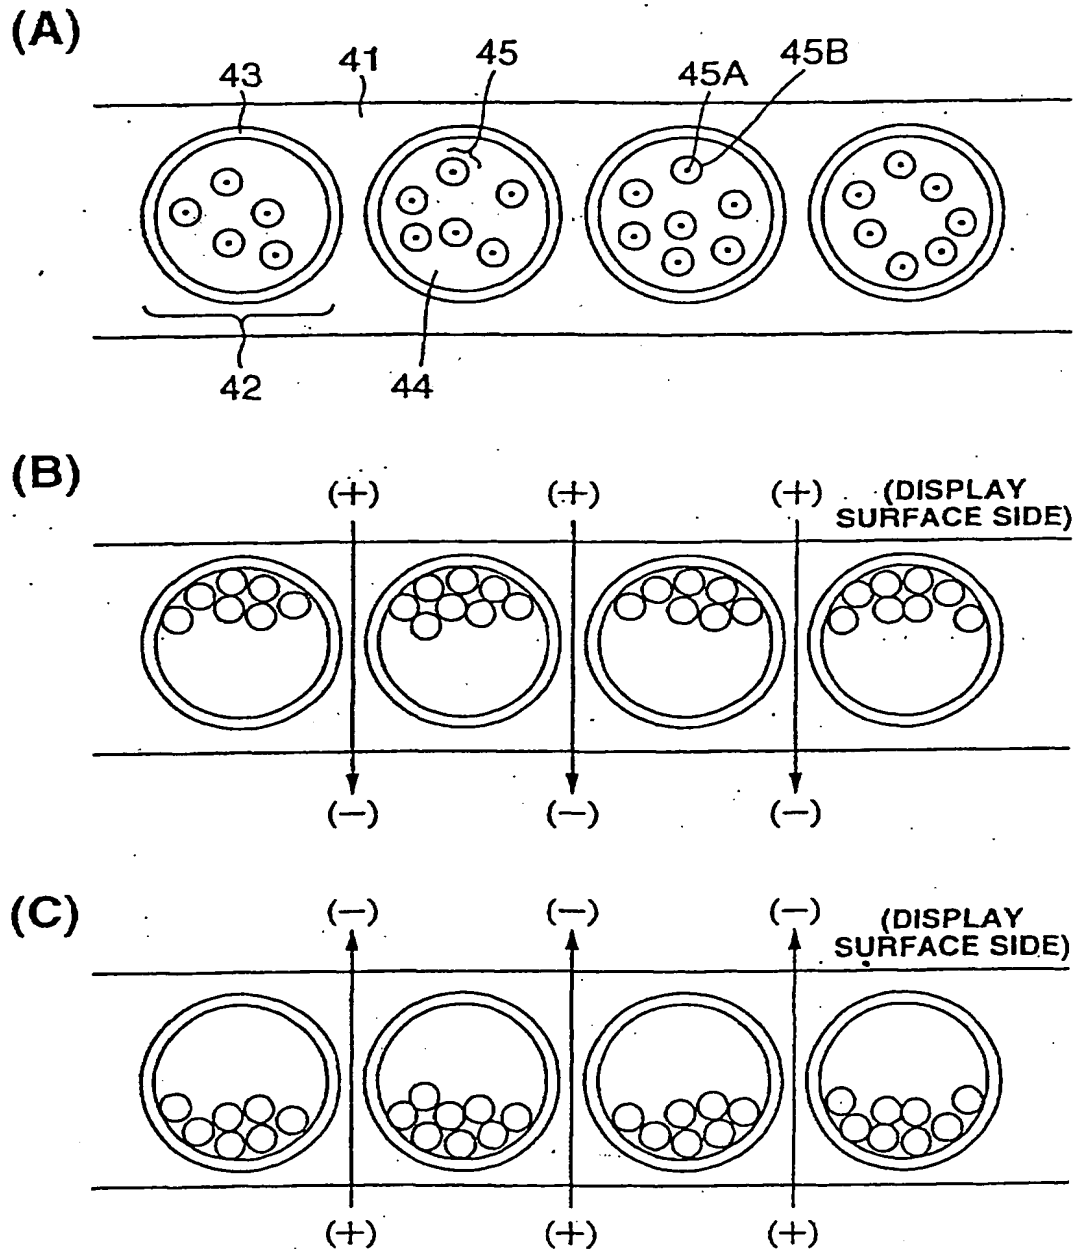 (A)
43
41
45
45A
45B
42
44
(B)
(+)
(+)
(+)
(DISPLAY
SURFACE SIDE)
(−)
(−)
(−)
(C)
(−)
(−)
(−)
(DISPLAY
SURFACE SIDE)
(+)
(+)
(+)